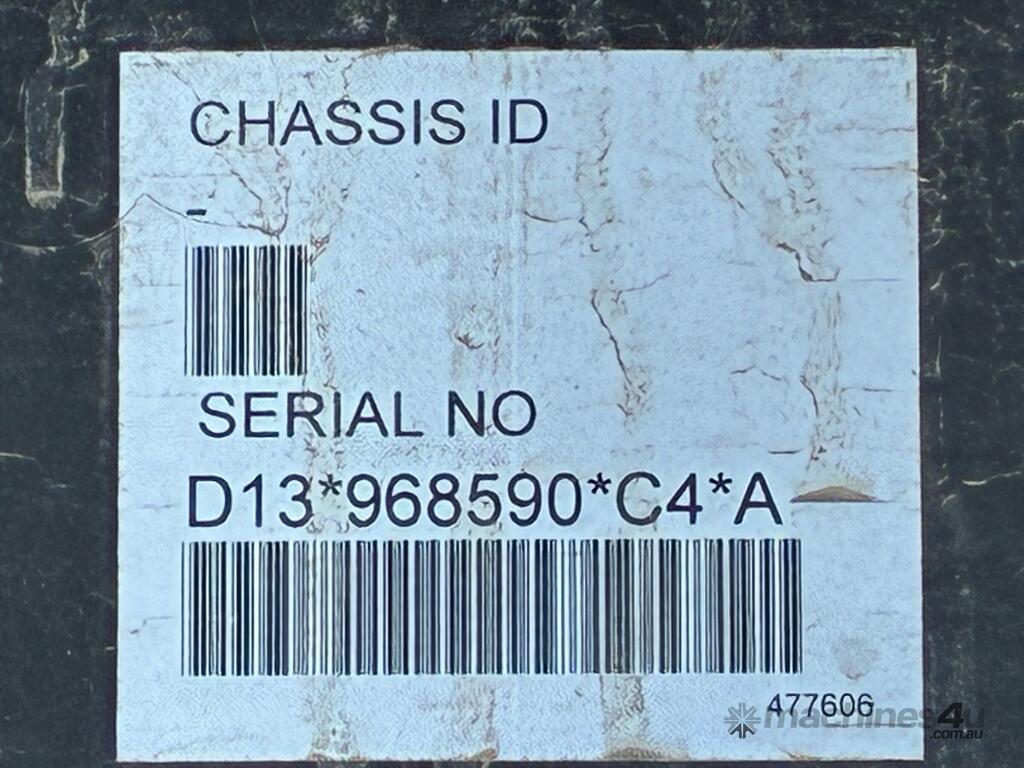 CHASSIS ID
-
SERIAL NO
D13*968590*C4*A
477606
machines4u
.com.au